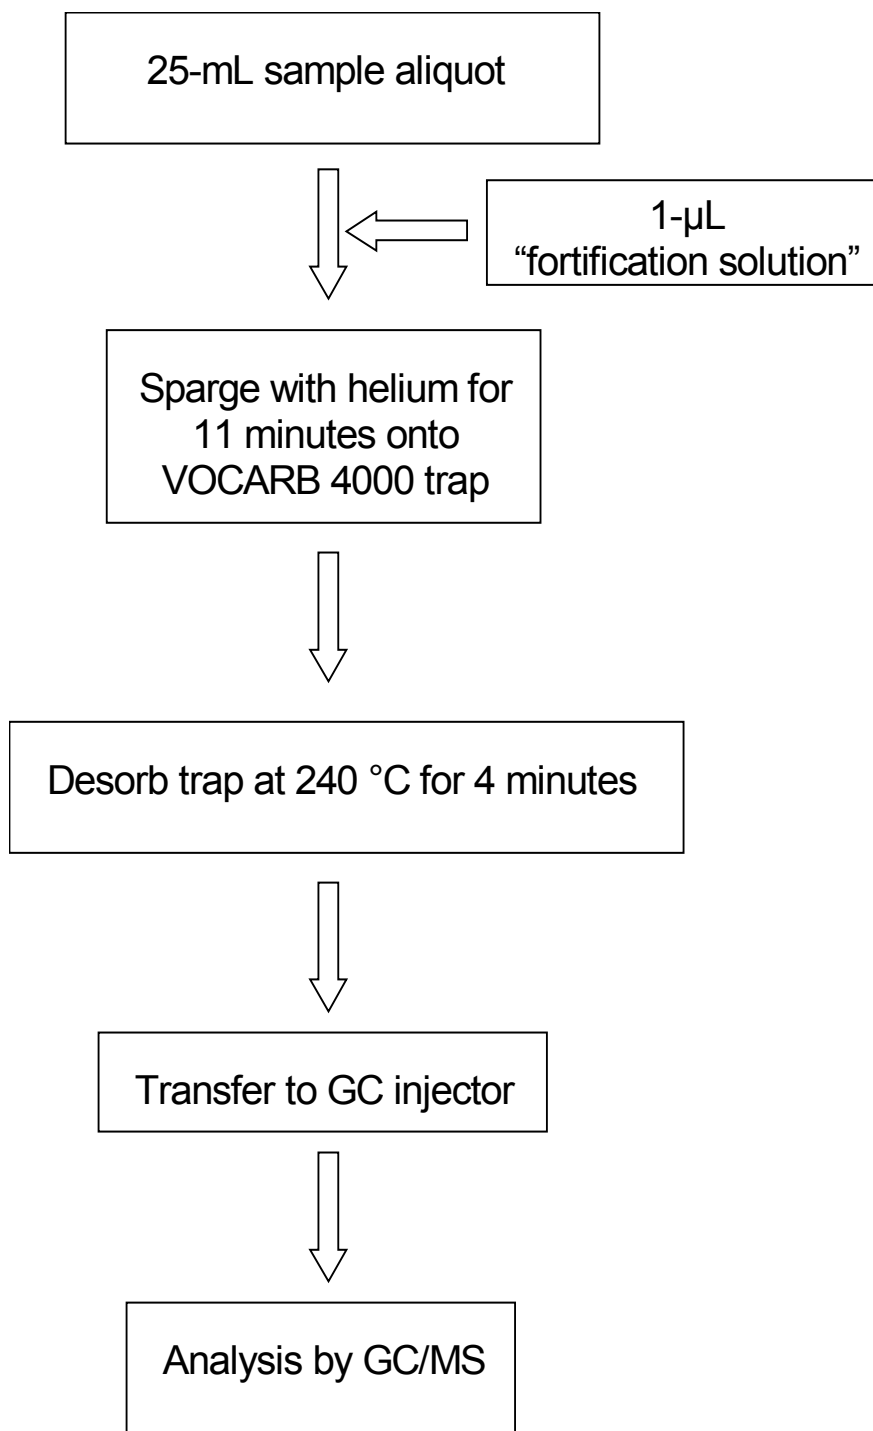 25-mL sample aliquot
1-µL
“fortification solution”
Sparge with helium for
11 minutes onto
VOCARB 4000 trap
Desorb trap at 240 °C for 4 minutes
Transfer to GC injector
Analysis by GC/MS